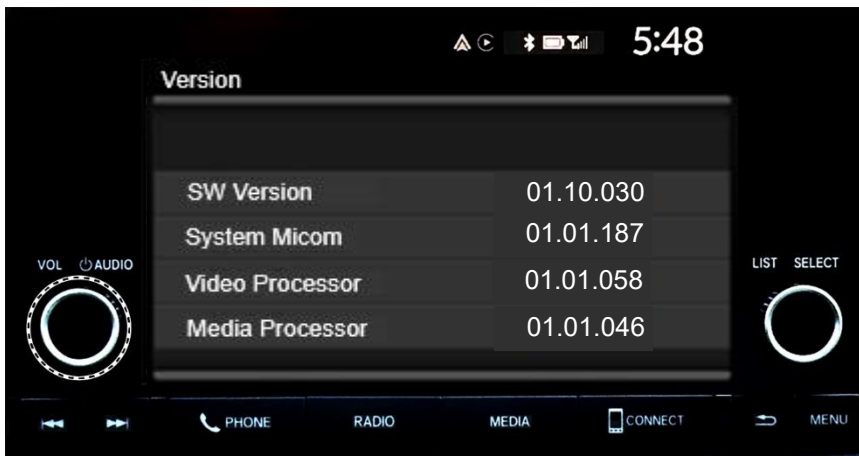 5:48
Version
SW Version 01.10.030
System Micom 01.01.187
VOL AUDIO LIST SELECT
Video Processor 01.01.058
Media Processor 01.01.046
PHONE RADIO MEDIA CONNECT MENU